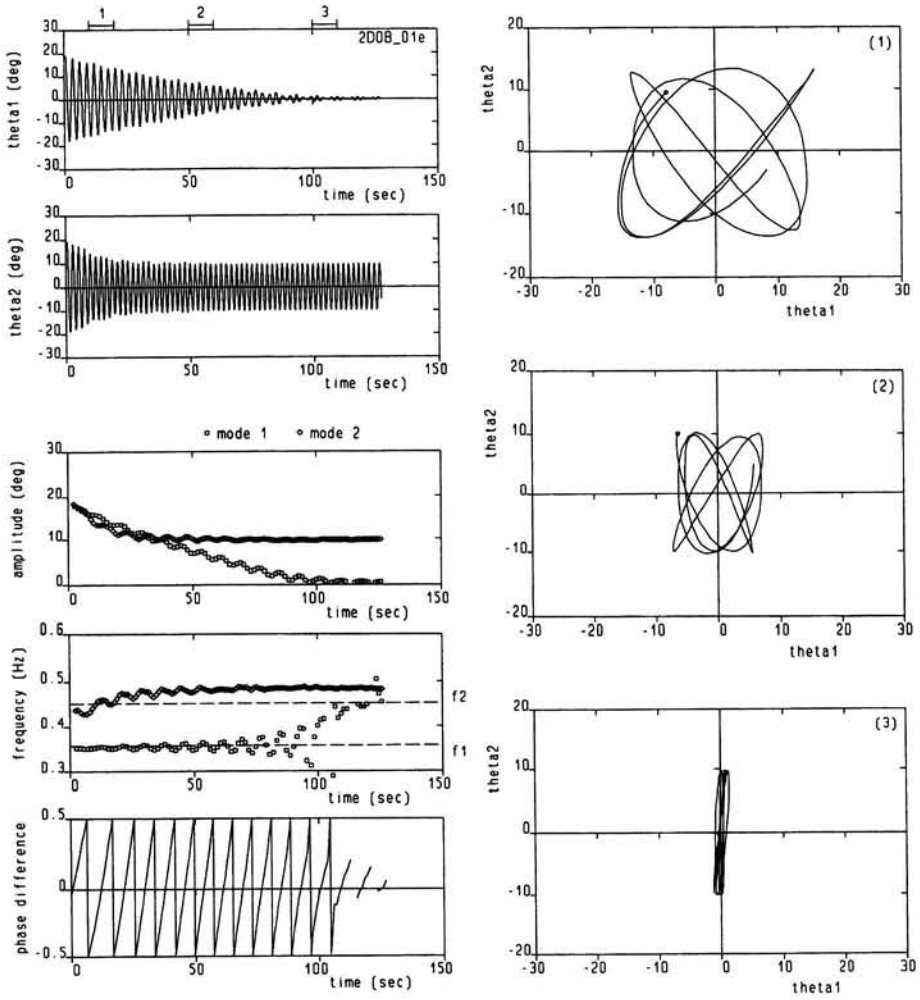 1 2 3
30
20
10
0
-10
-20
-30
theta1 (deg)
2D08_01e
0 50 100 150
time (sec)
30
20
10
0
-10
-20
-30
theta2 (deg)
0 50 100 150
time (sec)
mode 1 mode 2
30
20
10
0
amplitude (deg)
0 50 100 150
time (sec)
0.6
0.5
0.4
0.3
frequency (Hz)
f2
f1
0 50 100 150
time (sec)
0.5
0
-0.5
phase difference
0 50 100 150
time (sec)
20
10
0
-10
-20
theta2
(1)
-30 -20 -10 0 10 20 30
theta1
20
10
0
-10
-20
theta2
(2)
-30 -20 -10 0 10 20 30
theta1
20
10
0
-10
-20
theta2
(3)
-30 -20 -10 0 10 20 30
theta1